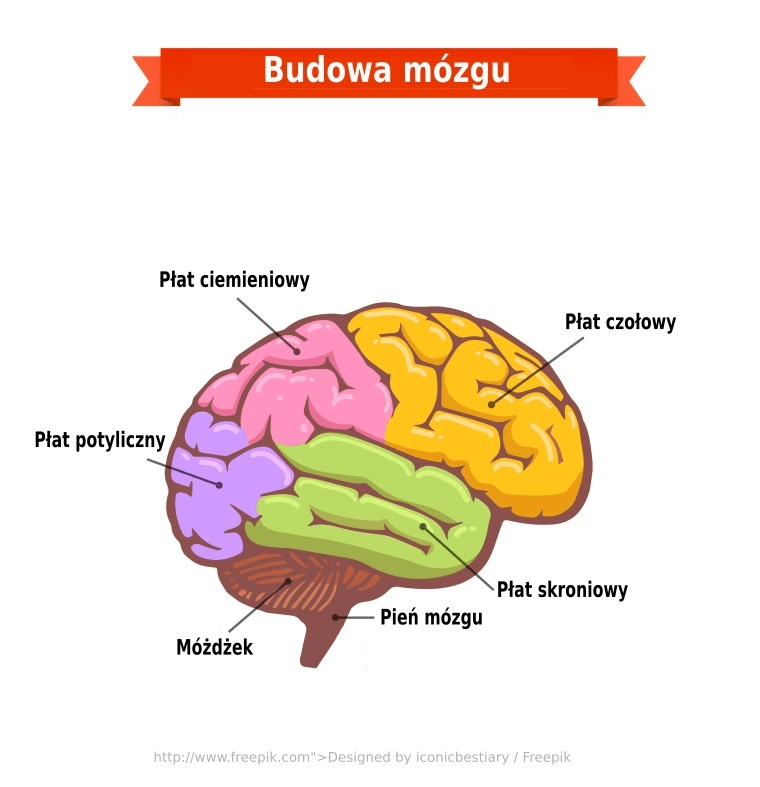 Budowa mózgu
Płat ciemieniowy
Płat czołowy
Płat potyliczny
Płat skroniowy
Pień mózgu
Móżdżek
http://www.freepik.com">Designed by iconicbestiary / Freepik